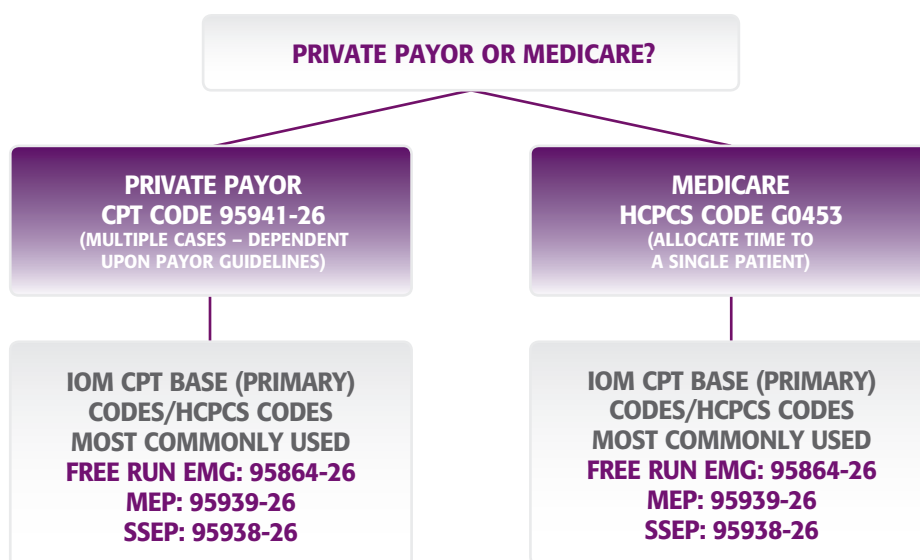 PRIVATE PAYOR OR MEDICARE?
PRIVATE PAYOR
CPT CODE 95941-26
(MULTIPLE CASES – DEPENDENT
UPON PAYOR GUIDELINES)
MEDICARE
HCPCS CODE G0453
(ALLOCATE TIME TO
A SINGLE PATIENT)
IOM CPT BASE (PRIMARY)
CODES/HCPCS CODES
MOST COMMONLY USED
FREE RUN EMG: 95864-26
MEP: 95939-26
SSEP: 95938-26
IOM CPT BASE (PRIMARY)
CODES/HCPCS CODES
MOST COMMONLY USED
FREE RUN EMG: 95864-26
MEP: 95939-26
SSEP: 95938-26